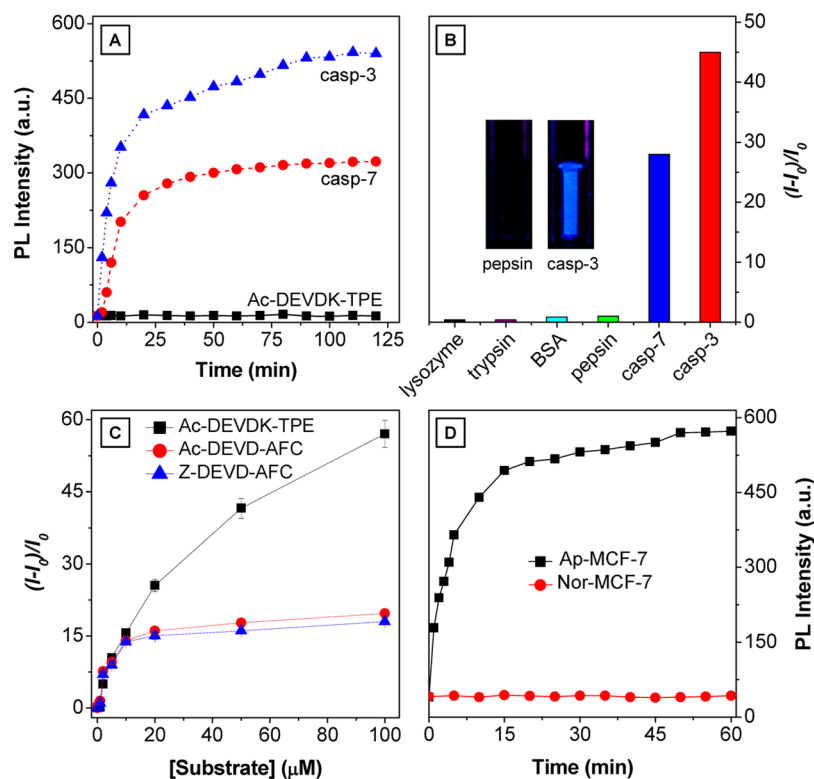 A
PL Intensity (a.u.)
600
450
300
150
0
casp-3
casp-7
Ac-DEVDK-TPE
0 25 50 75 100 125
Time (min)
B
50
40
30
20
10
0
(I-I₀)/I₀
pepsin casp-3
lysozyme trypsin BSA pepsin casp-7 casp-3
C
Ac-DEVDK-TPE
Ac-DEVD-AFC
Z-DEVD-AFC
(I-I₀)/I₀
60
45
30
15
0
0 20 40 60 80 100
[Substrate] (μM)
D
Ap-MCF-7
Nor-MCF-7
600
450
300
150
0
PL Intensity (a.u.)
0 15 30 45 60
Time (min)